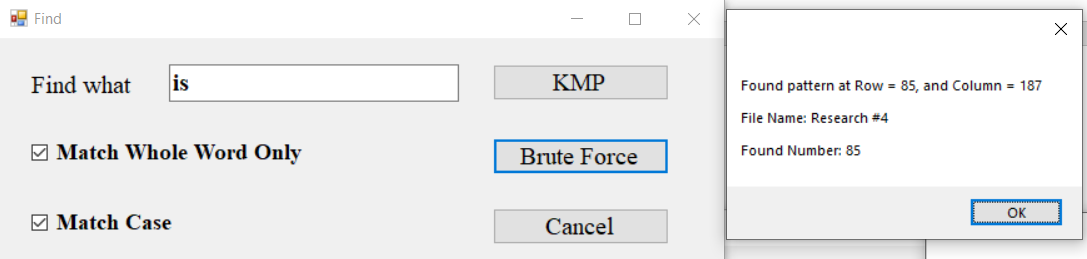 Find
Find what
is
KMP
Match Whole Word Only
Brute Force
Match Case
Cancel
Found pattern at Row = 85, and Column = 187
File Name: Research #4
Found Number: 85
OK